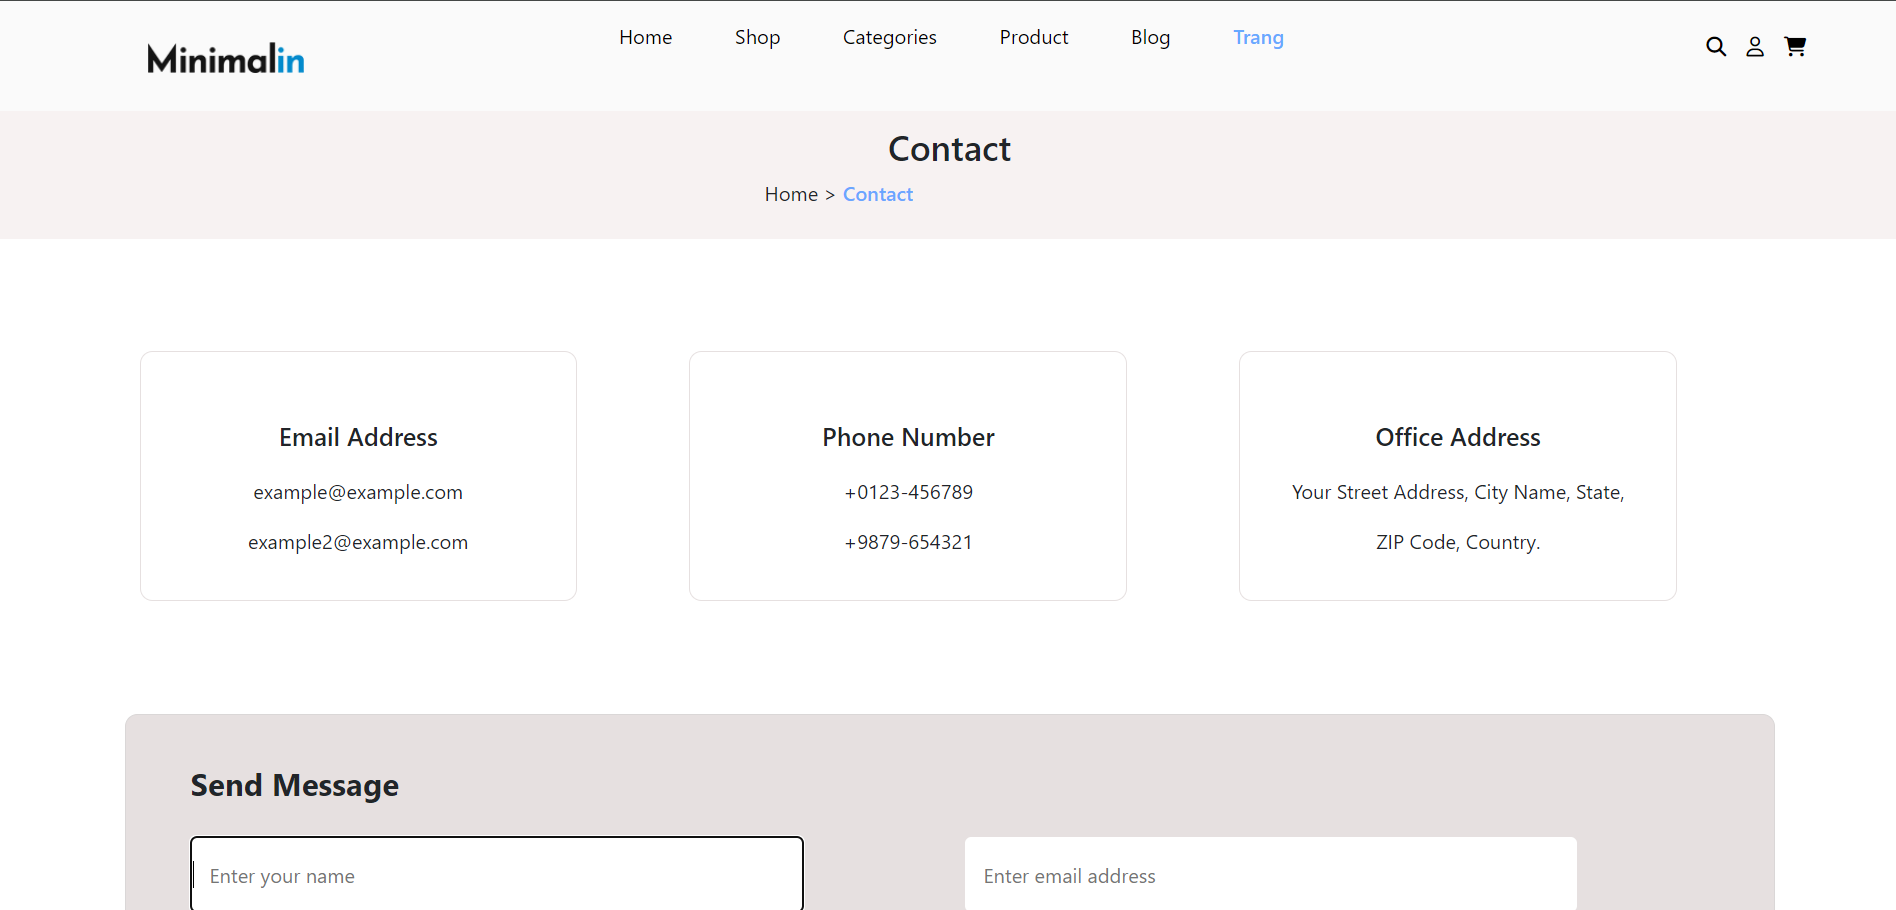 Minimalin
Home Shop Categories Product Blog Trang
Contact
Home > Contact
Email Address
example@example.com
example2@example.com
Phone Number
+0123-456789
+9879-654321
Office Address
Your Street Address, City Name, State,
ZIP Code, Country.
Send Message
Enter your name
Enter email address